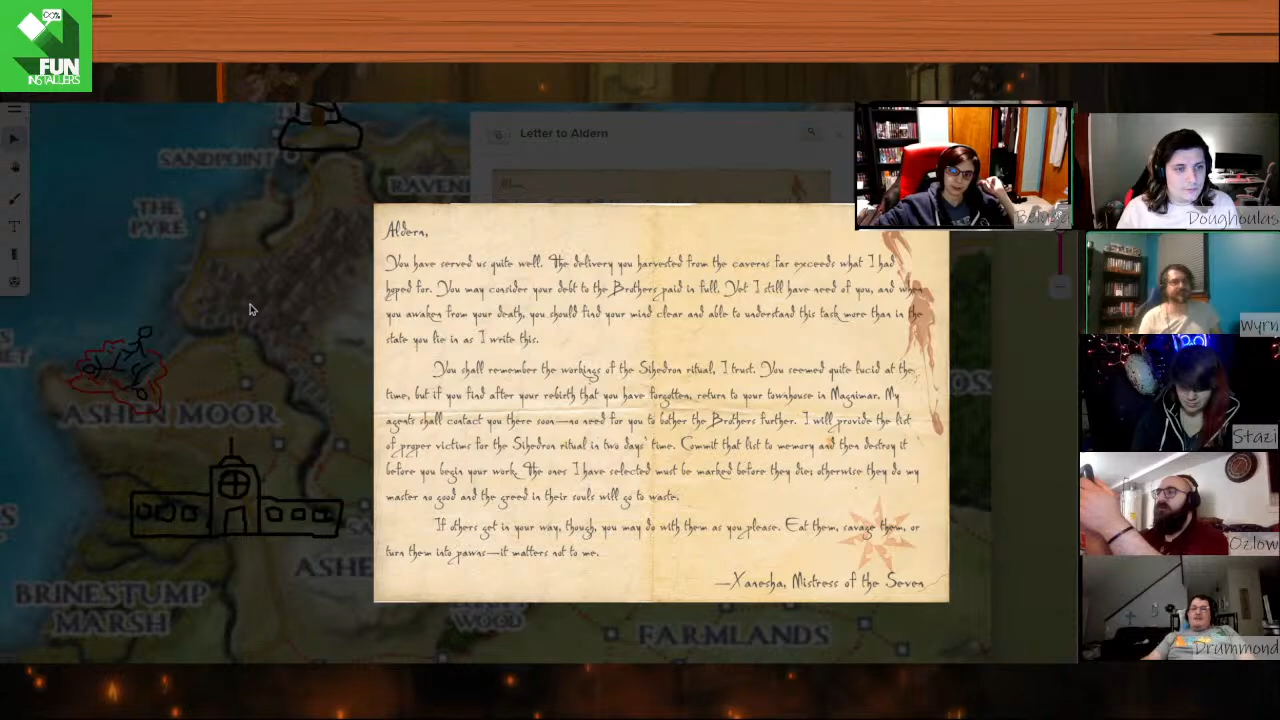 FUN
INSTALLERS
Letter to Aldern
SANDPOINT
THE
PYRE
ASHEN MOOR
BRINESTUMP
MARSH
WOOD
FARMLANDS
Aldern,
You have served us quite well. The delivery you harvested from the caverns far exceeds what I had
hoped for. You may consider your debt to the Brothers paid in full. Yet I still have need of you, and when
you awaken from your death, you should find your mind clear and able to understand this task more than in the
state you lie in as I write this.
You shall remember the workings of the Sihedron ritual, I trust. You seemed quite lucid at the
time, but if you find after your rebirth that you have forgotten, return to your townhouse in Magnimar. My
agents shall contact you there soon—no need for you to bother the Brothers further. I will provide the list
of proper victims for the Sihedron ritual in two days' time. Commit that list to memory and then destroy it
before you begin your work. The ones I have selected must be marked before they die; otherwise they do my
master no good and the greed in their souls will go to waste.
If others get in your way, though, you may do with them as you please. Eat them, savage them, or
turn them into pawns—it matters not to me.
—Xanesha, Mistress of the Seven
Doughoulas
Wyrn
Stazi
Ozlow
Drummond